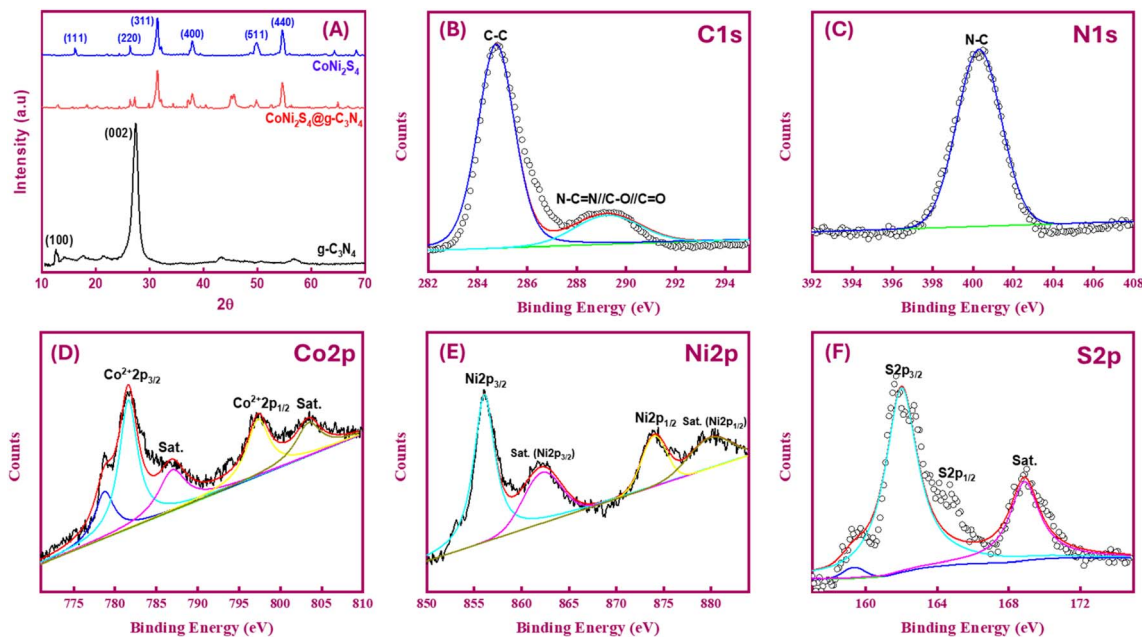 (A)
(111)
(220)
(311)
(400)
(511)
(440)
CoNi₂S₄
CoNi₂S₄@g-C₃N₄
(002)
(100)
g-C₃N₄
Intensity (a.u)
10 20 30 40 50 60 70
2θ
(B)
C1s
C-C
N-C=N//C-O//C=O
Counts
282 284 286 288 290 292 294
Binding Energy (eV)
(C)
N1s
N-C
Counts
392 394 396 398 400 402 404 406 408
Binding Energy (eV)
(D)
Co2p
Co²⁺2p₃/₂
Sat.
Co²⁺2p₁/₂
Sat.
Counts
775 780 785 790 795 800 805 810
Binding Energy (eV)
(E)
Ni2p
Ni2p₃/₂
Sat. (Ni2p₃/₂)
Ni2p₁/₂
Sat. (Ni2p₁/₂)
Counts
850 855 860 865 870 875 880
Binding Energy (eV)
(F)
S2p
S2p₃/₂
S2p₁/₂
Sat.
Counts
160 164 168 172
Binding Energy (eV)